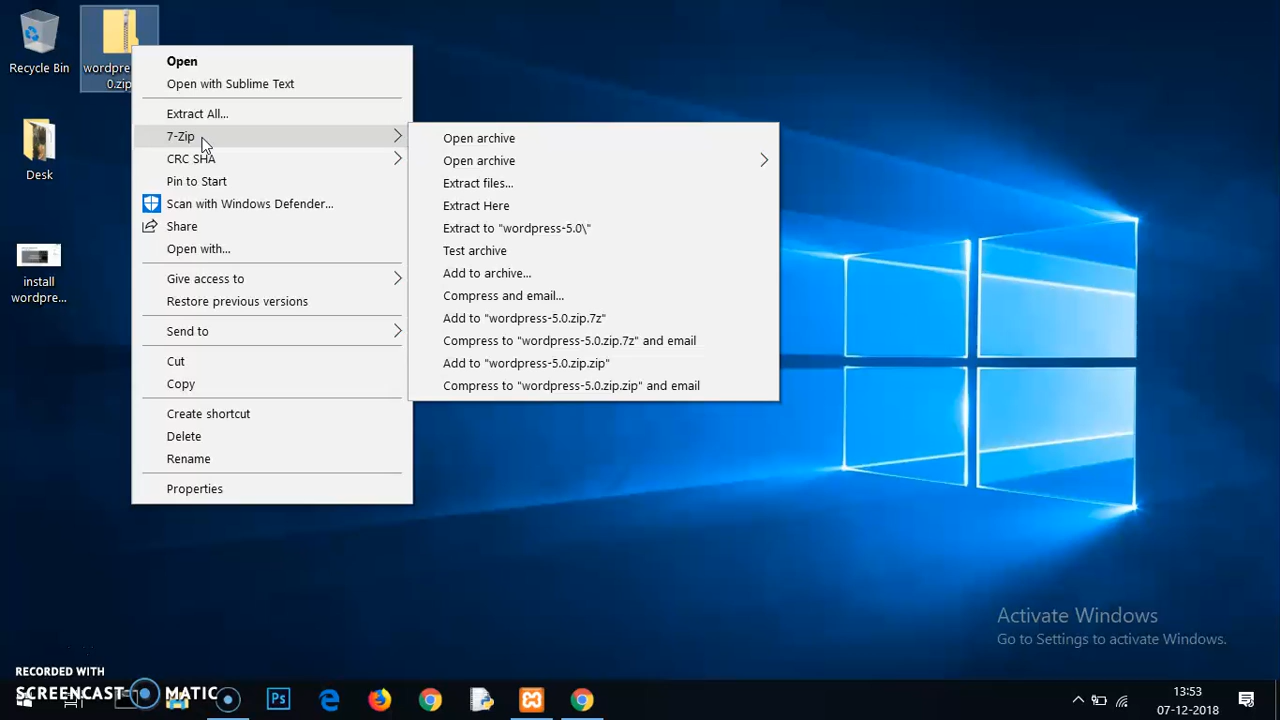 Recycle Bin
wordpre
0.zip
Desk
install
wordpre...
Open
Open with Sublime Text
Extract All...
7-Zip
CRC SHA
Pin to Start
Scan with Windows Defender...
Share
Open with...
Give access to
Restore previous versions
Send to
Cut
Copy
Create shortcut
Delete
Rename
Properties
Open archive
Open archive
Extract files...
Extract Here
Extract to "wordpress-5.0\"
Test archive
Add to archive...
Compress and email...
Add to "wordpress-5.0.zip.7z"
Compress to "wordpress-5.0.zip.7z" and email
Add to "wordpress-5.0.zip.zip"
Compress to "wordpress-5.0.zip.zip" and email
Activate Windows
Go to Settings to activate Windows.
RECORDED WITH
SCREENCAST MATIC
Ps
13:53
07-12-2018